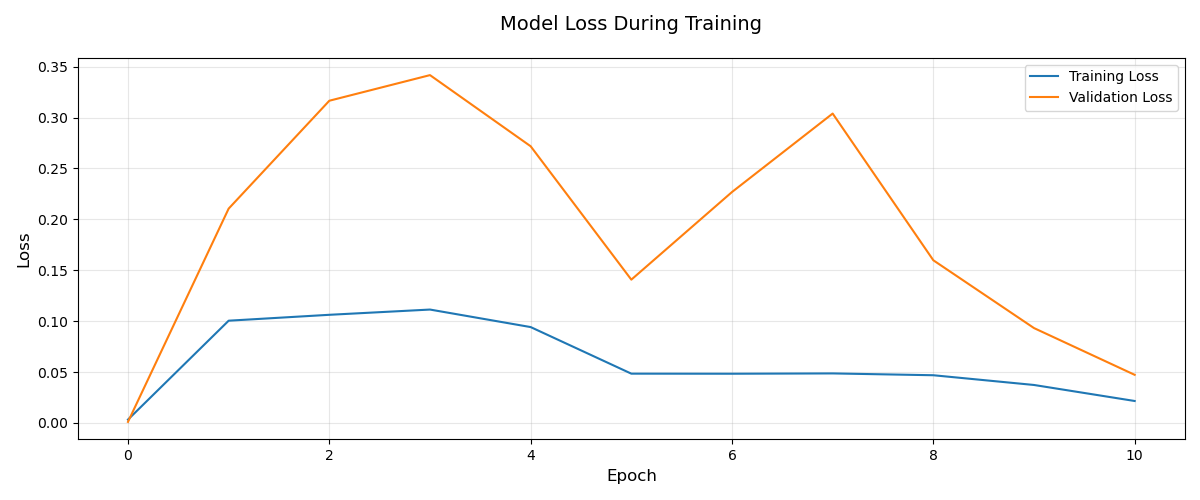 Model Loss During Training
Training Loss
Validation Loss
0.35
0.30
0.25
0.20
0.15
0.10
0.05
0.00
Loss
0 2 4 6 8 10
Epoch